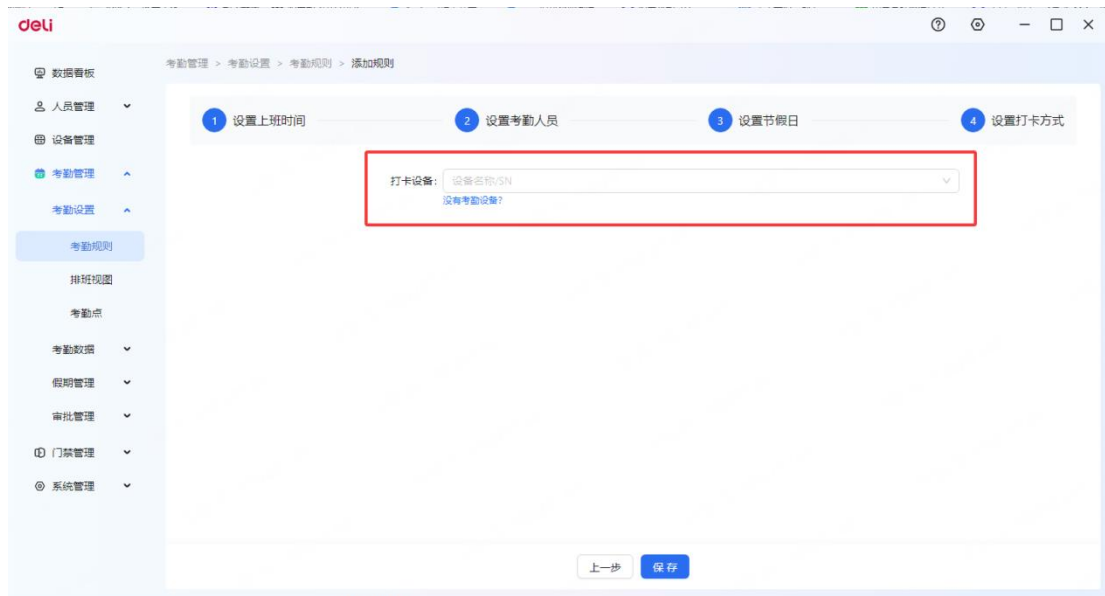 deli
数据看板
人员管理
设备管理
考勤管理
考勤设置
考勤规则
排班视图
考勤点
考勤数据
假期管理
审批管理
门禁管理
系统管理
考勤管理 > 考勤设置 > 考勤规则 > 添加规则
1 设置上班时间
2 设置考勤人员
3 设置节假日
4 设置打卡方式
打卡设备: 设备名称/SN
没有考勤设备?
上一步 保存